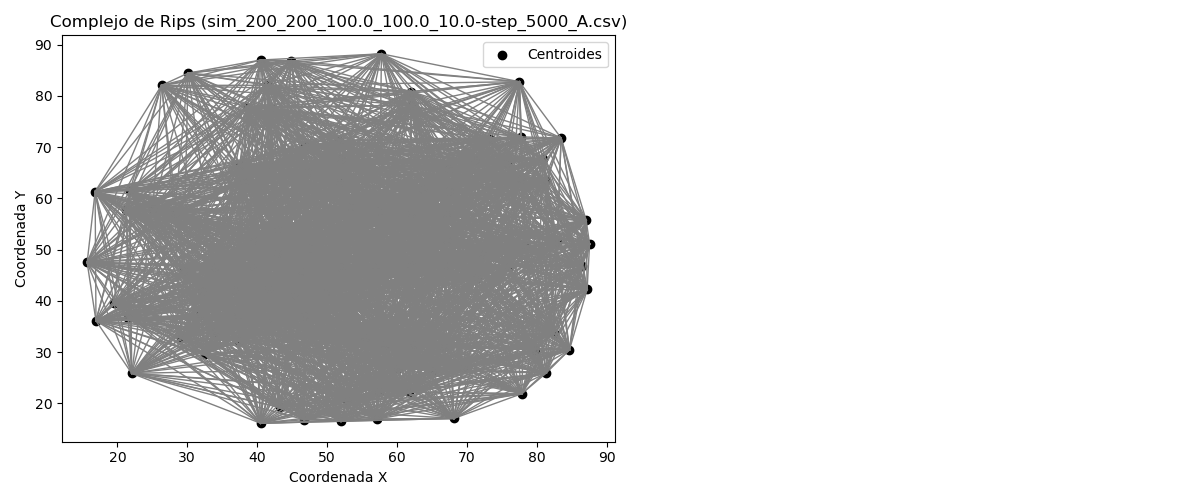 Complejo de Rips (sim_200_200_100.0_100.0_10.0-step_5000_A.csv)
Centroides
90
80
70
60
50
40
30
20
Coordenada Y
20 30 40 50 60 70 80 90
Coordenada X